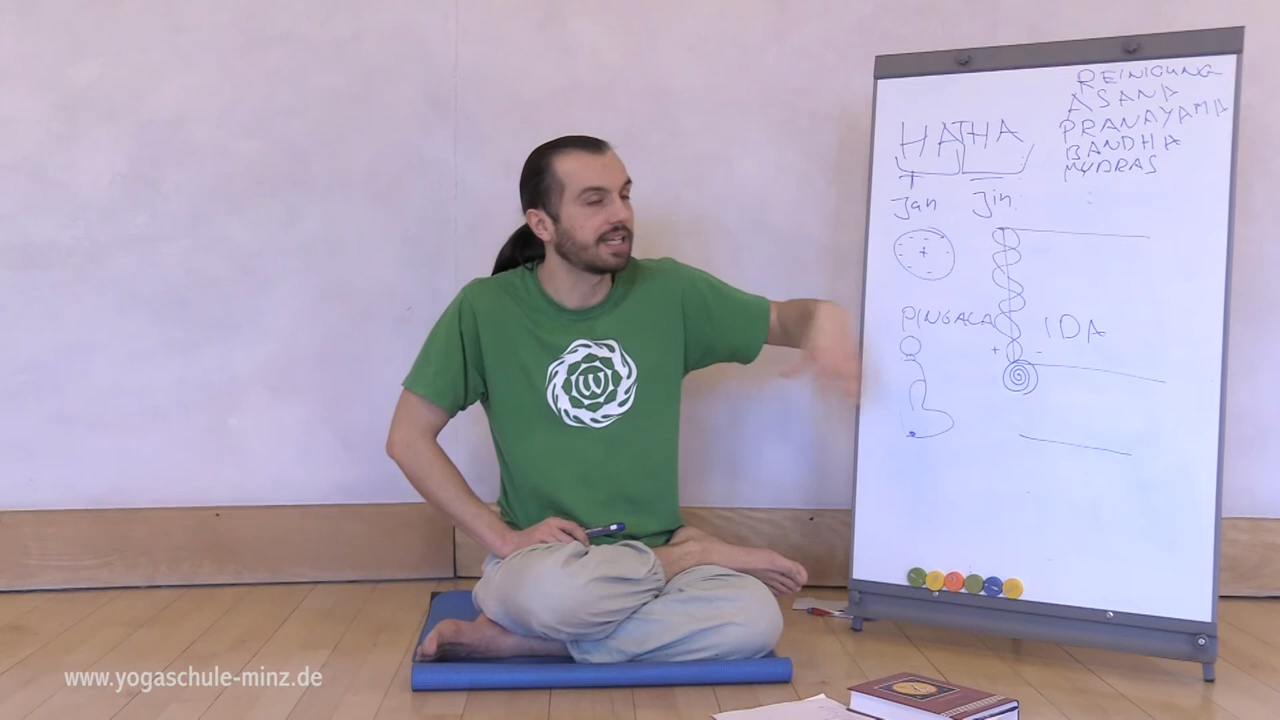 REINIGUNG
ASANA
PRANAYAMA
BANDHA
MUDRAS
HATHA
+ –
Jan Jin
+
PINGALA IDA
+ -
W
www.yogaschule-minz.de